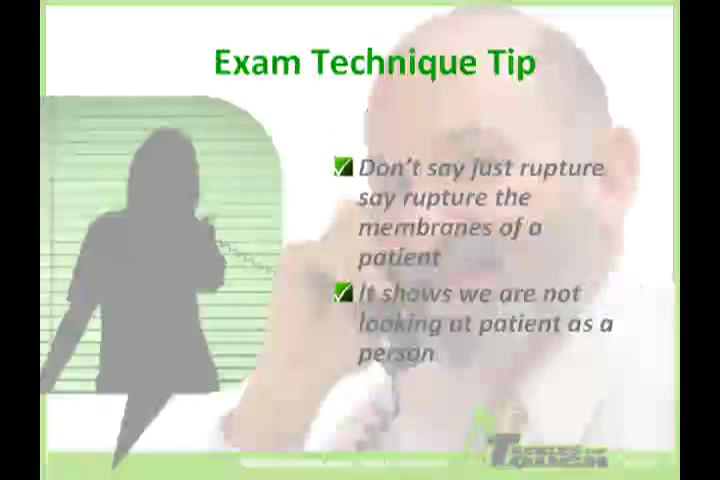 Exam Technique Tip
Don't say just rupture
say rupture the
membranes of a
patient
It shows we are not
looking at patient as a
person